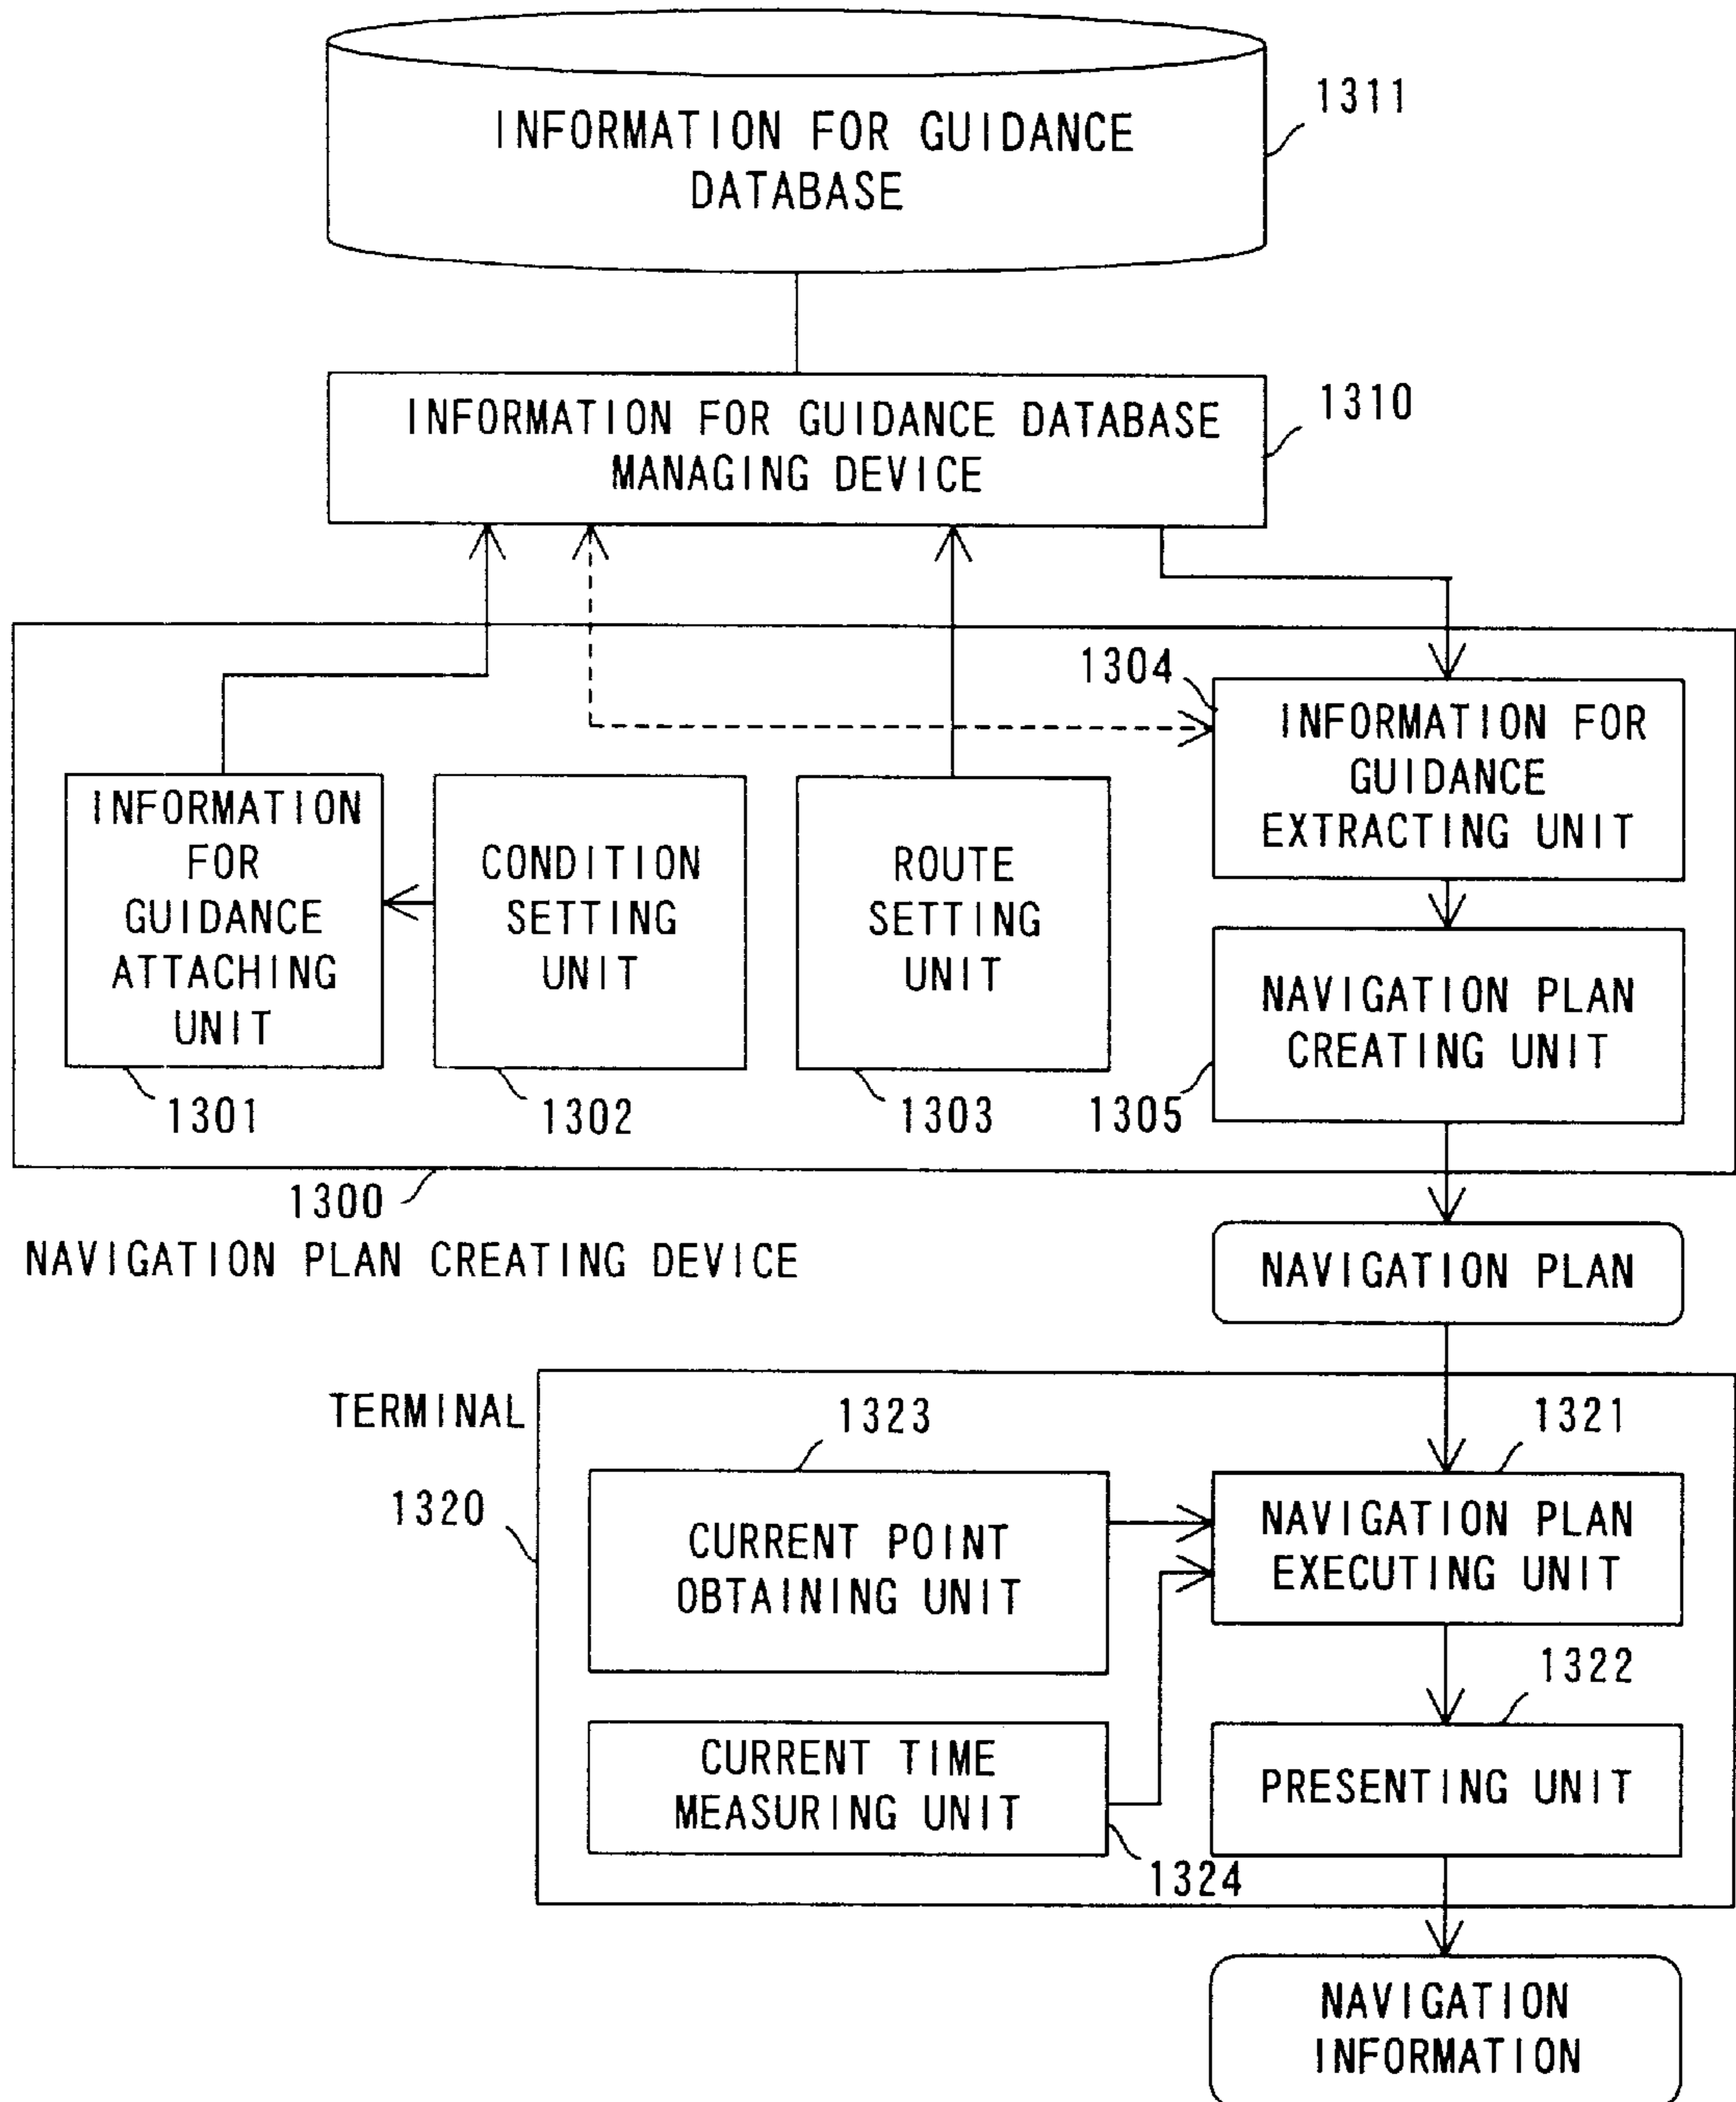 INFORMATION FOR GUIDANCE
DATABASE
1311
INFORMATION FOR GUIDANCE DATABASE
MANAGING DEVICE
1310
1304
INFORMATION FOR
GUIDANCE
EXTRACTING UNIT
INFORMATION
FOR
GUIDANCE
ATTACHING
UNIT
CONDITION
SETTING
UNIT
ROUTE
SETTING
UNIT
NAVIGATION PLAN
CREATING UNIT
1301
1302
1303
1305
1300
NAVIGATION PLAN CREATING DEVICE
NAVIGATION PLAN
TERMINAL
1323
1321
1320
CURRENT POINT
OBTAINING UNIT
NAVIGATION PLAN
EXECUTING UNIT
1322
CURRENT TIME
MEASURING UNIT
PRESENTING UNIT
1324
NAVIGATION
INFORMATION